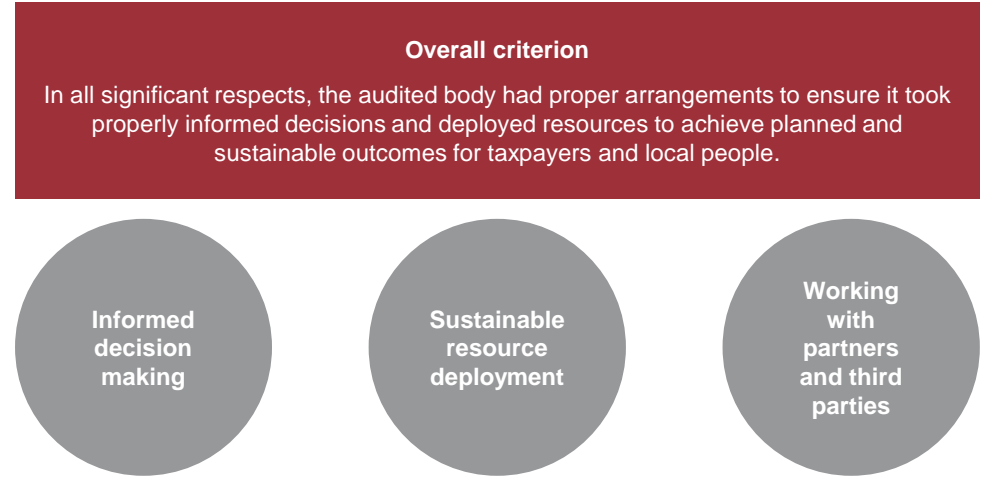 Overall criterion
In all significant respects, the audited body had proper arrangements to ensure it took
properly informed decisions and deployed resources to achieve planned and
sustainable outcomes for taxpayers and local people.
Informed
decision
making
Sustainable
resource
deployment
Working
with
partners
and third
parties